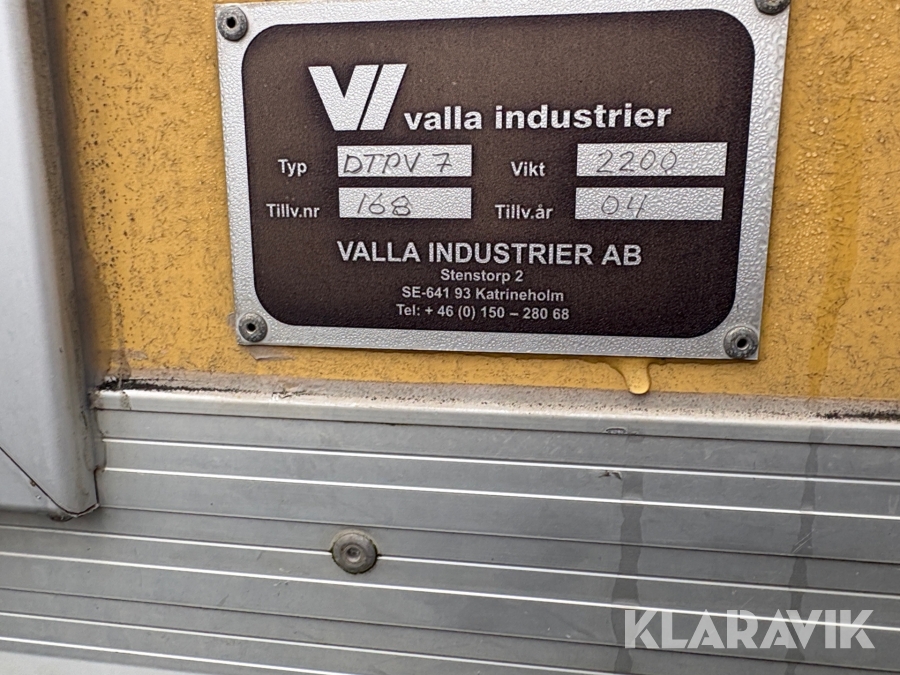 VI valla industrier
Typ DTPV 7 Vikt 2200
Tillv.nr 168 Tillv.år 04
VALLA INDUSTRIER AB
Stenstorp 2
SE-641 93 Katrineholm
Tel: + 46 (0) 150 – 280 68
KLARAVIK